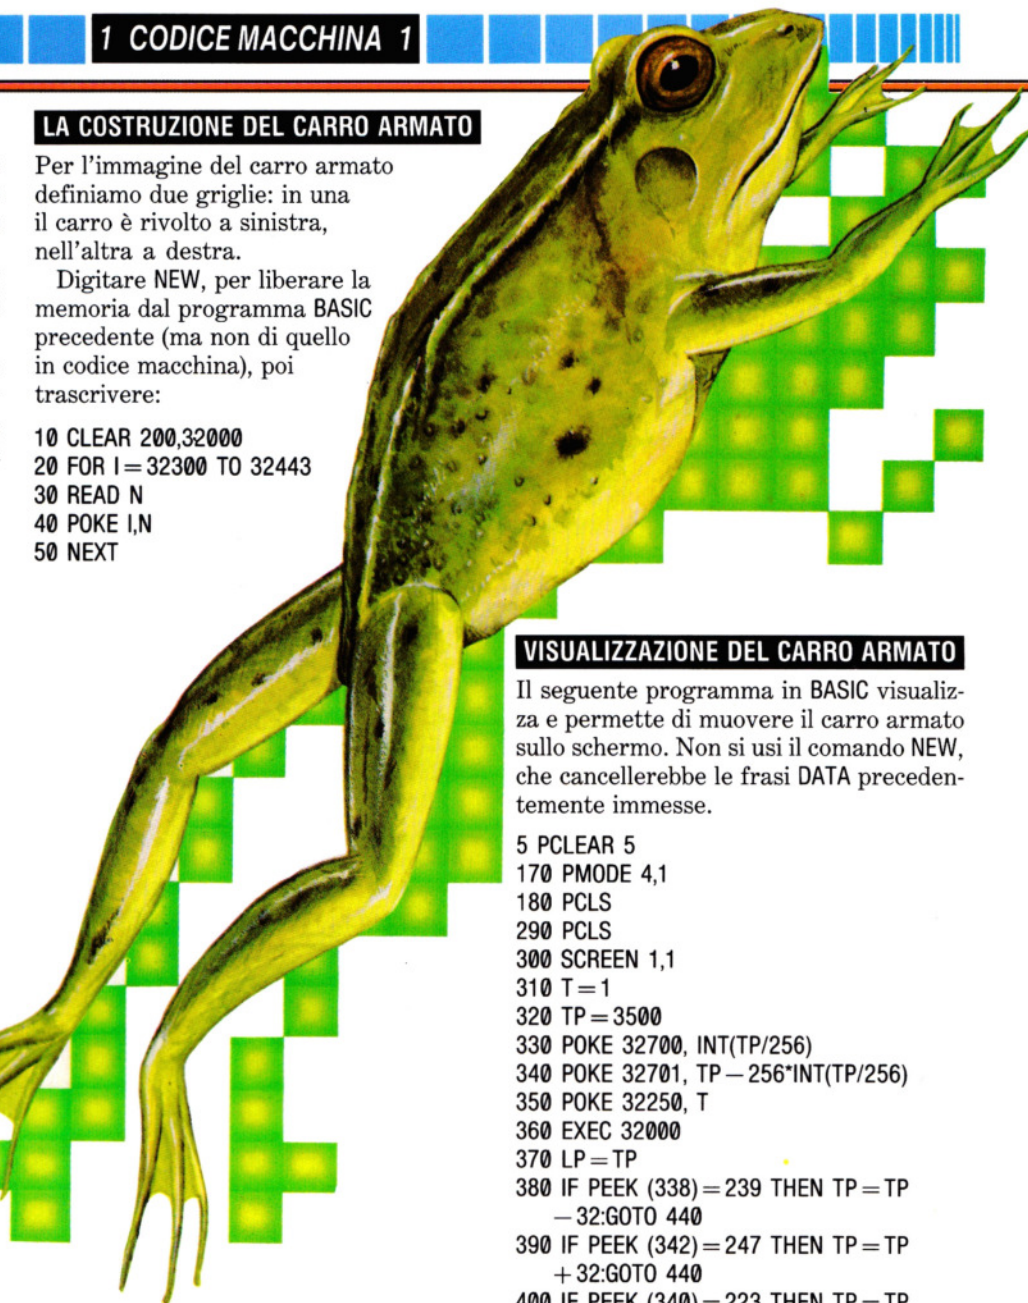 1 CODICE MACCHINA 1
LA COSTRUZIONE DEL CARRO ARMATO
Per l'immagine del carro armato
definiamo due griglie: in una
il carro è rivolto a sinistra,
nell'altra a destra.
Digitare NEW, per liberare la
memoria dal programma BASIC
precedente (ma non di quello
in codice macchina), poi
trascrivere:
10 CLEAR 200,32000
20 FOR I=32300 TO 32443
30 READ N
40 POKE I,N
50 NEXT
VISUALIZZAZIONE DEL CARRO ARMATO
Il seguente programma in BASIC visualiz-
za e permette di muovere il carro armato
sullo schermo. Non si usi il comando NEW,
che cancellerebbe le frasi DATA preceden-
temente immesse.
5 PCLEAR 5
170 PMODE 4,1
180 PCLS
290 PCLS
300 SCREEN 1,1
310 T=1
320 TP=3500
330 POKE 32700, INT(TP/256)
340 POKE 32701, TP-256*INT(TP/256)
350 POKE 32250, T
360 EXEC 32000
370 LP=TP
380 IF PEEK (338)=239 THEN TP=TP
-32:GOTO 440
390 IF PEEK (342)=247 THEN TP=TP
+32:GOTO 440
400 IF PEEK (340)=223 THEN TP=TP